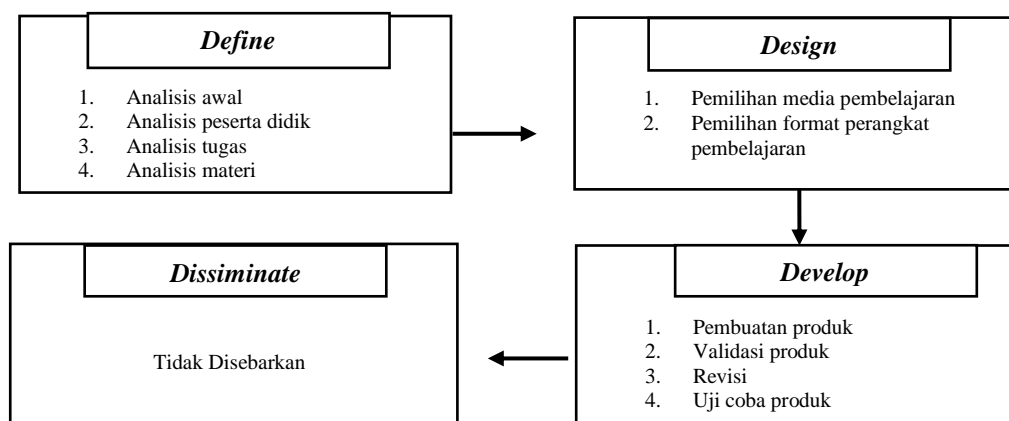 Define
1. Analisis awal
2. Analisis peserta didik
3. Analisis tugas
4. Analisis materi
Design
1. Pemilihan media pembelajaran
2. Pemilihan format perangkat
pembelajaran
Develop
1. Pembuatan produk
2. Validasi produk
3. Revisi
4. Uji coba produk
Dissiminate
Tidak Disebarkan